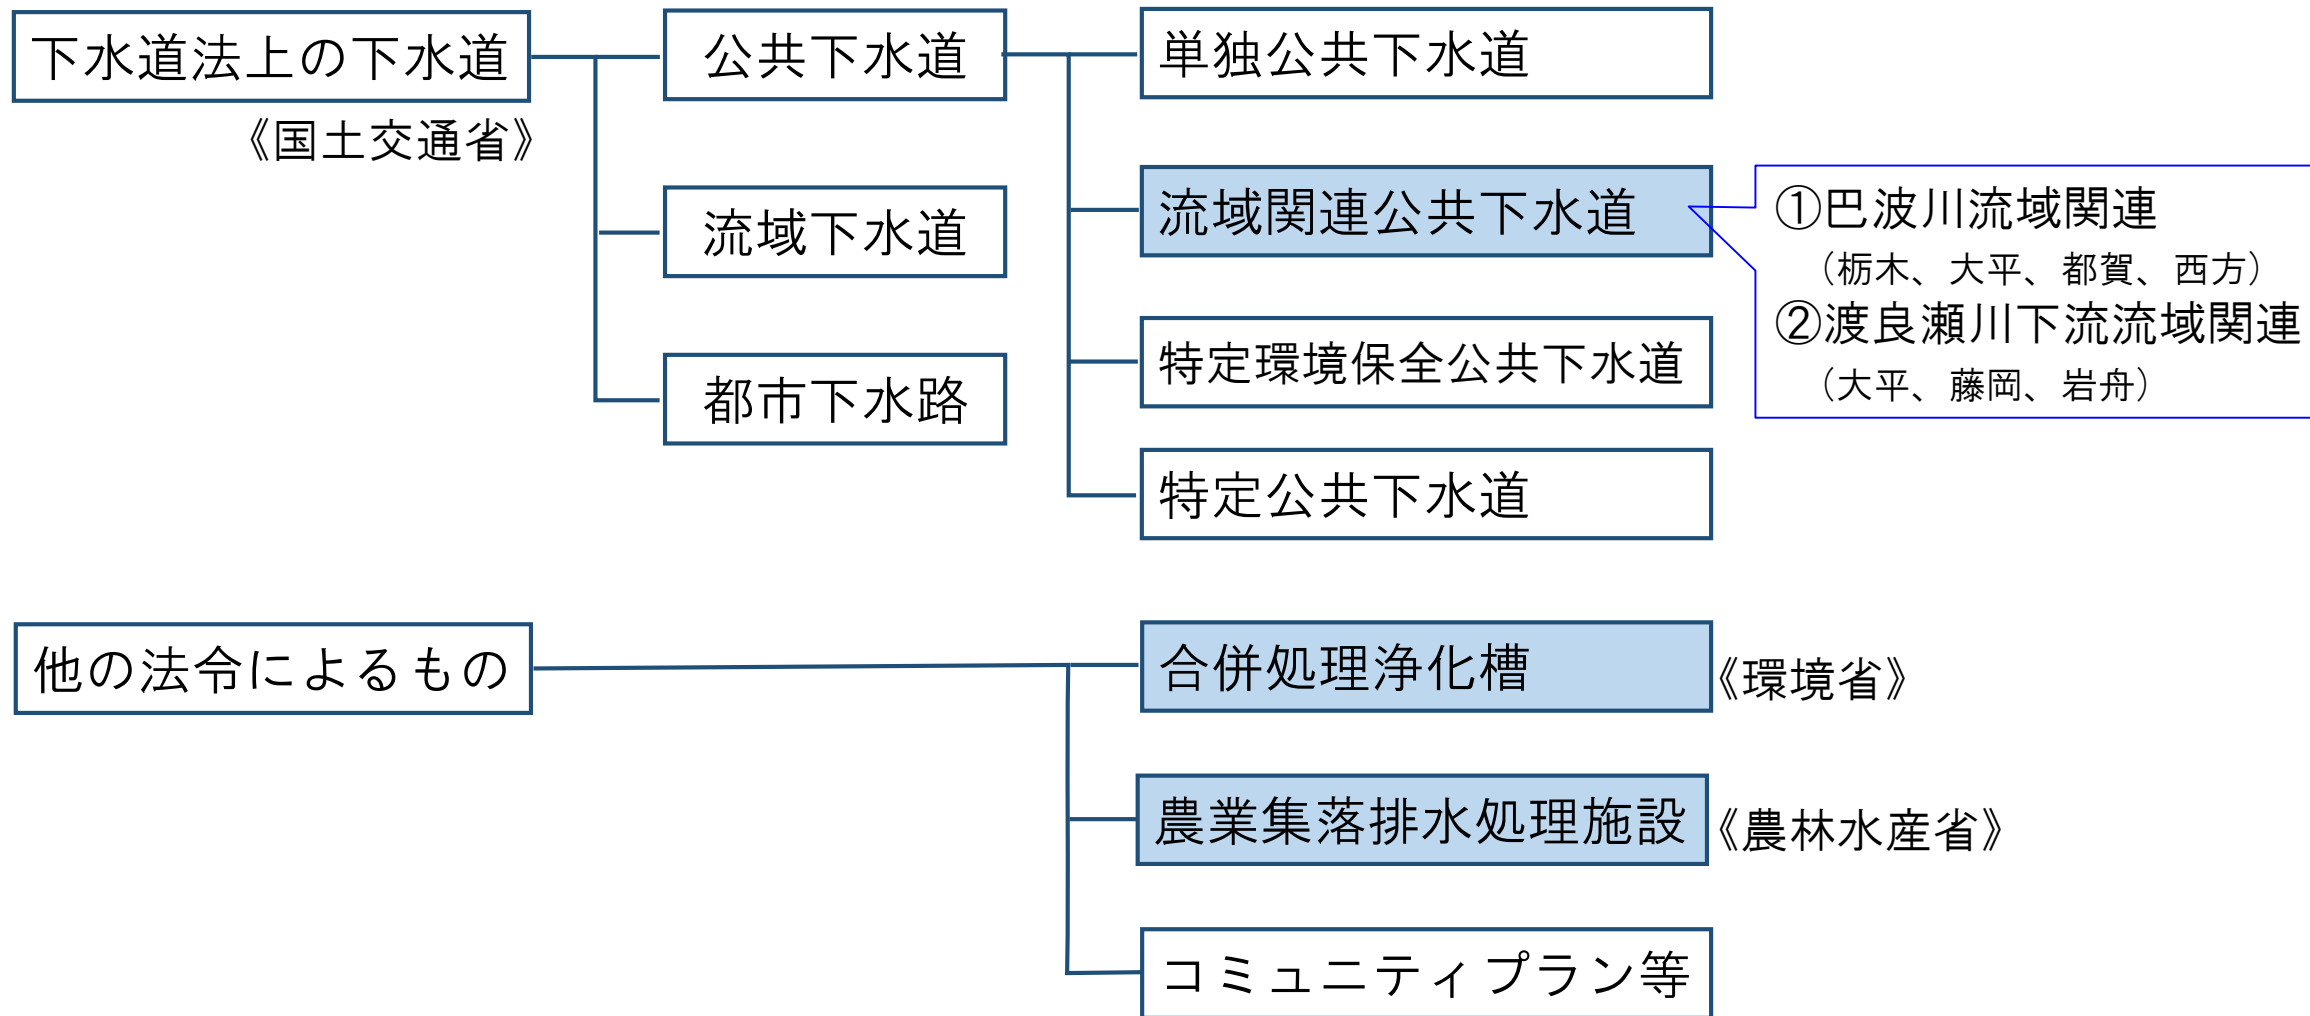 下水道法上の下水道
《国土交通省》
公共下水道
流域下水道
都市下水路
単独公共下水道
流域関連公共下水道
特定環境保全公共下水道
特定公共下水道
①巴波川流域関連
（栃木、大平、都賀、西方）
②渡良瀬川下流流域関連
（大平、藤岡、岩舟）
他の法令によるもの
合併処理浄化槽
《環境省》
農業集落排水処理施設
《農林水産省》
コミュニティプラン等